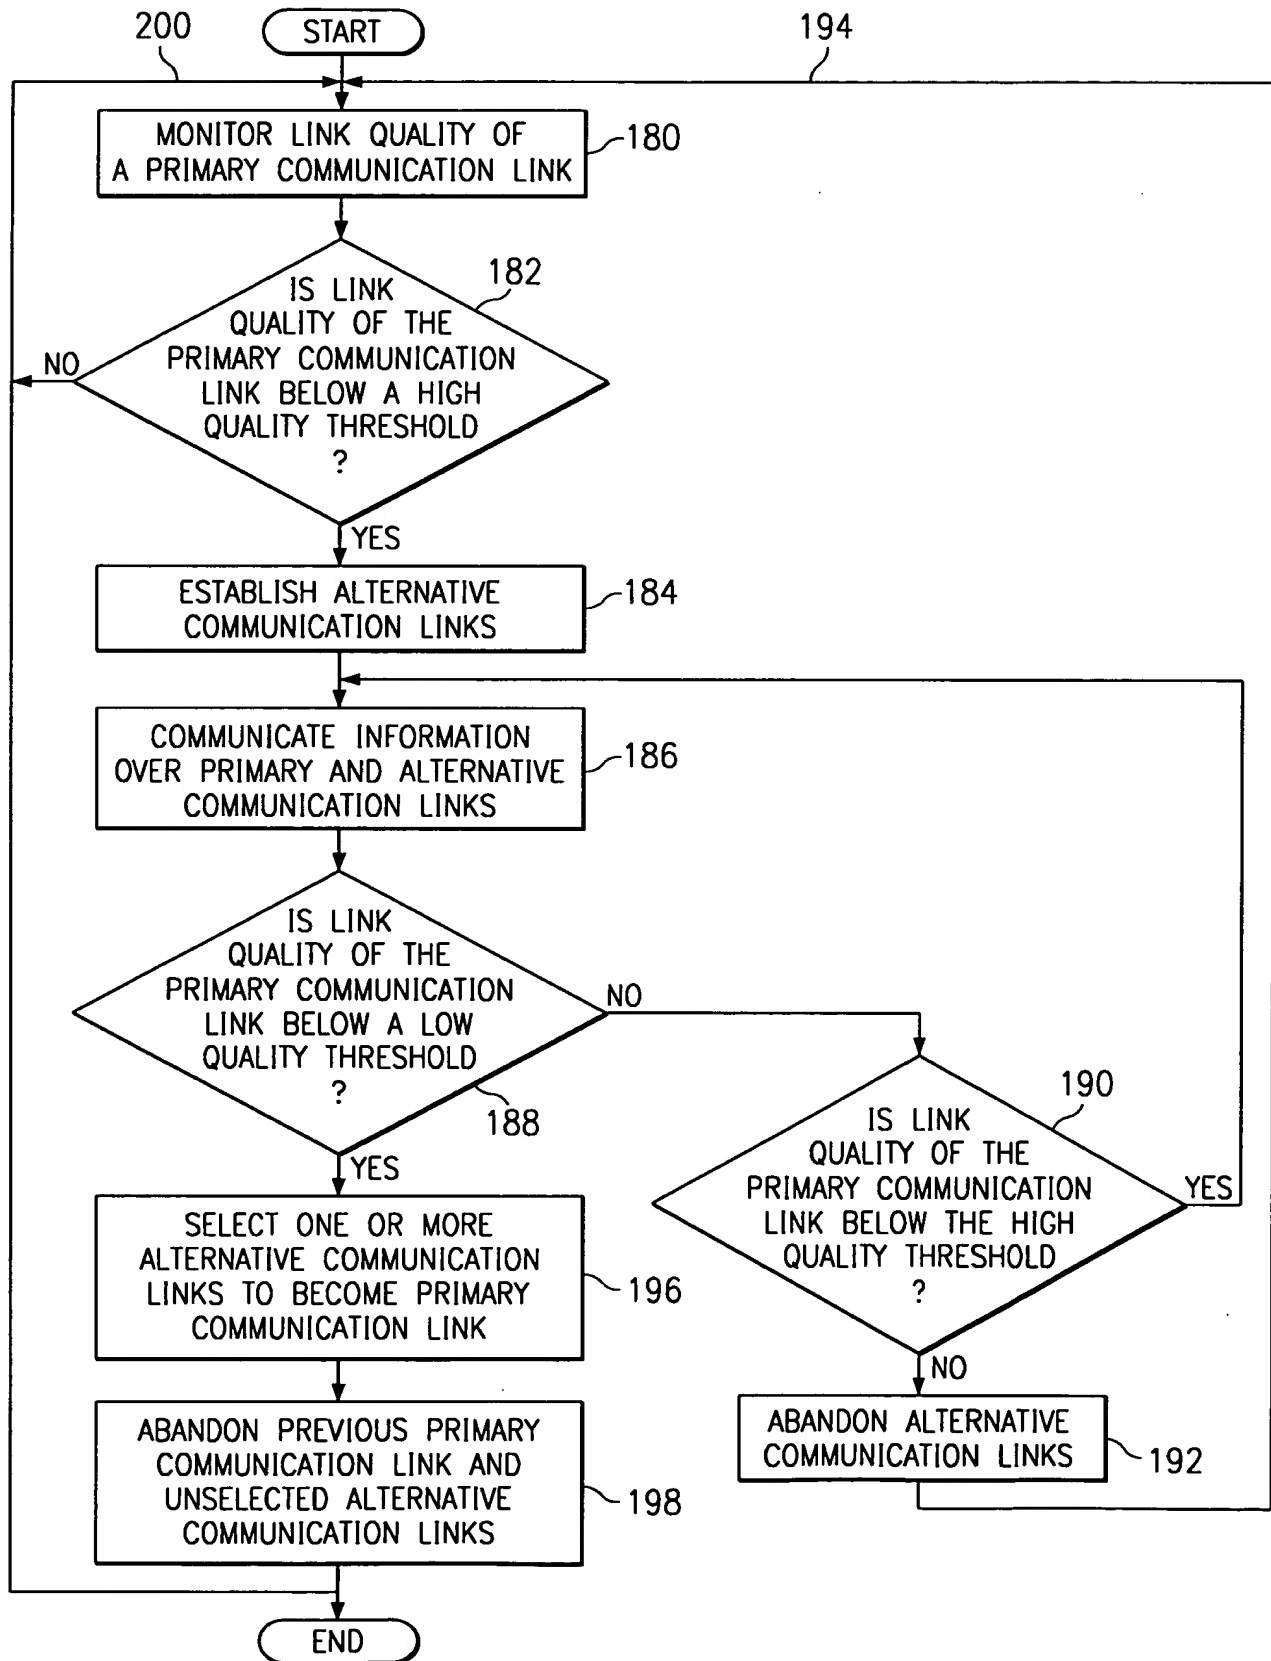 200
START
194
MONITOR LINK QUALITY OF
A PRIMARY COMMUNICATION LINK
180
182
IS LINK
QUALITY OF THE
PRIMARY COMMUNICATION
LINK BELOW A HIGH
QUALITY THRESHOLD
?
NO
YES
ESTABLISH ALTERNATIVE
COMMUNICATION LINKS
184
COMMUNICATE INFORMATION
OVER PRIMARY AND ALTERNATIVE
COMMUNICATION LINKS
186
IS LINK
QUALITY OF THE
PRIMARY COMMUNICATION
LINK BELOW A LOW
QUALITY THRESHOLD
?
NO
188
YES
190
IS LINK
QUALITY OF THE
PRIMARY COMMUNICATION
LINK BELOW THE HIGH
QUALITY THRESHOLD
?
YES
NO
SELECT ONE OR MORE
ALTERNATIVE COMMUNICATION
LINKS TO BECOME PRIMARY
COMMUNICATION LINK
196
ABANDON ALTERNATIVE
COMMUNICATION LINKS
192
ABANDON PREVIOUS PRIMARY
COMMUNICATION LINK AND
UNSELECTED ALTERNATIVE
COMMUNICATION LINKS
198
END